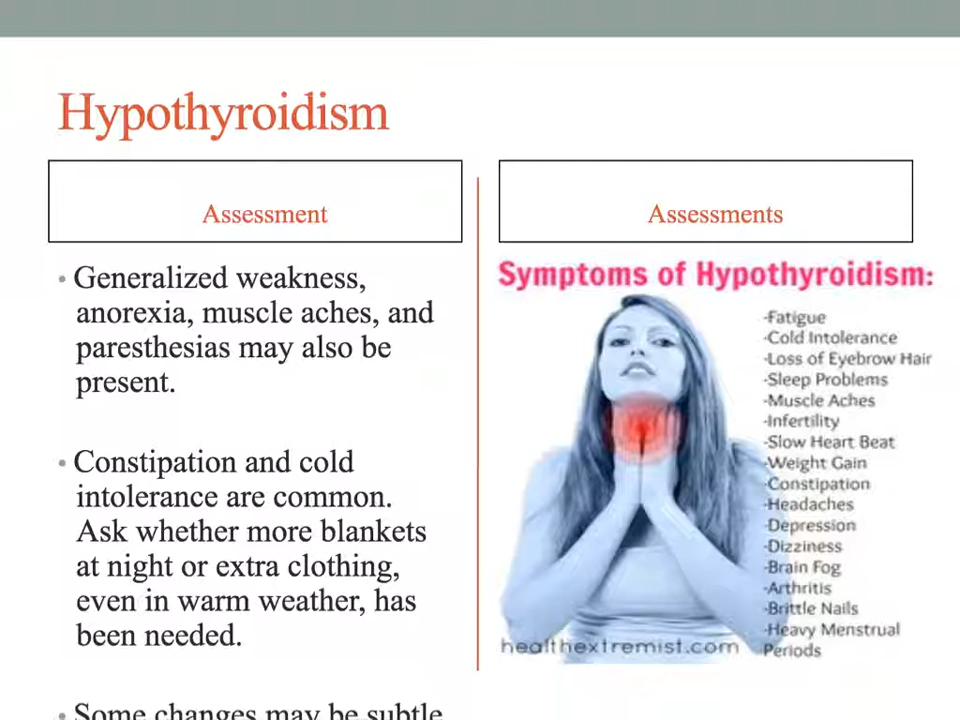 Hypothyroidism
Assessment
• Generalized weakness,
anorexia, muscle aches, and
paresthesias may also be
present.
• Constipation and cold
intolerance are common.
Ask whether more blankets
at night or extra clothing,
even in warm weather, has
been needed.
• Some changes may be subtle
Assessments
Symptoms of Hypothyroidism:
-Fatigue
-Cold Intolerance
-Loss of Eyebrow Hair
-Sleep Problems
-Muscle Aches
-Infertility
-Slow Heart Beat
-Weight Gain
-Constipation
-Headaches
-Depression
-Dizziness
-Brain Fog
-Arthritis
-Brittle Nails
-Heavy Menstrual
Periods
healthextremist.com